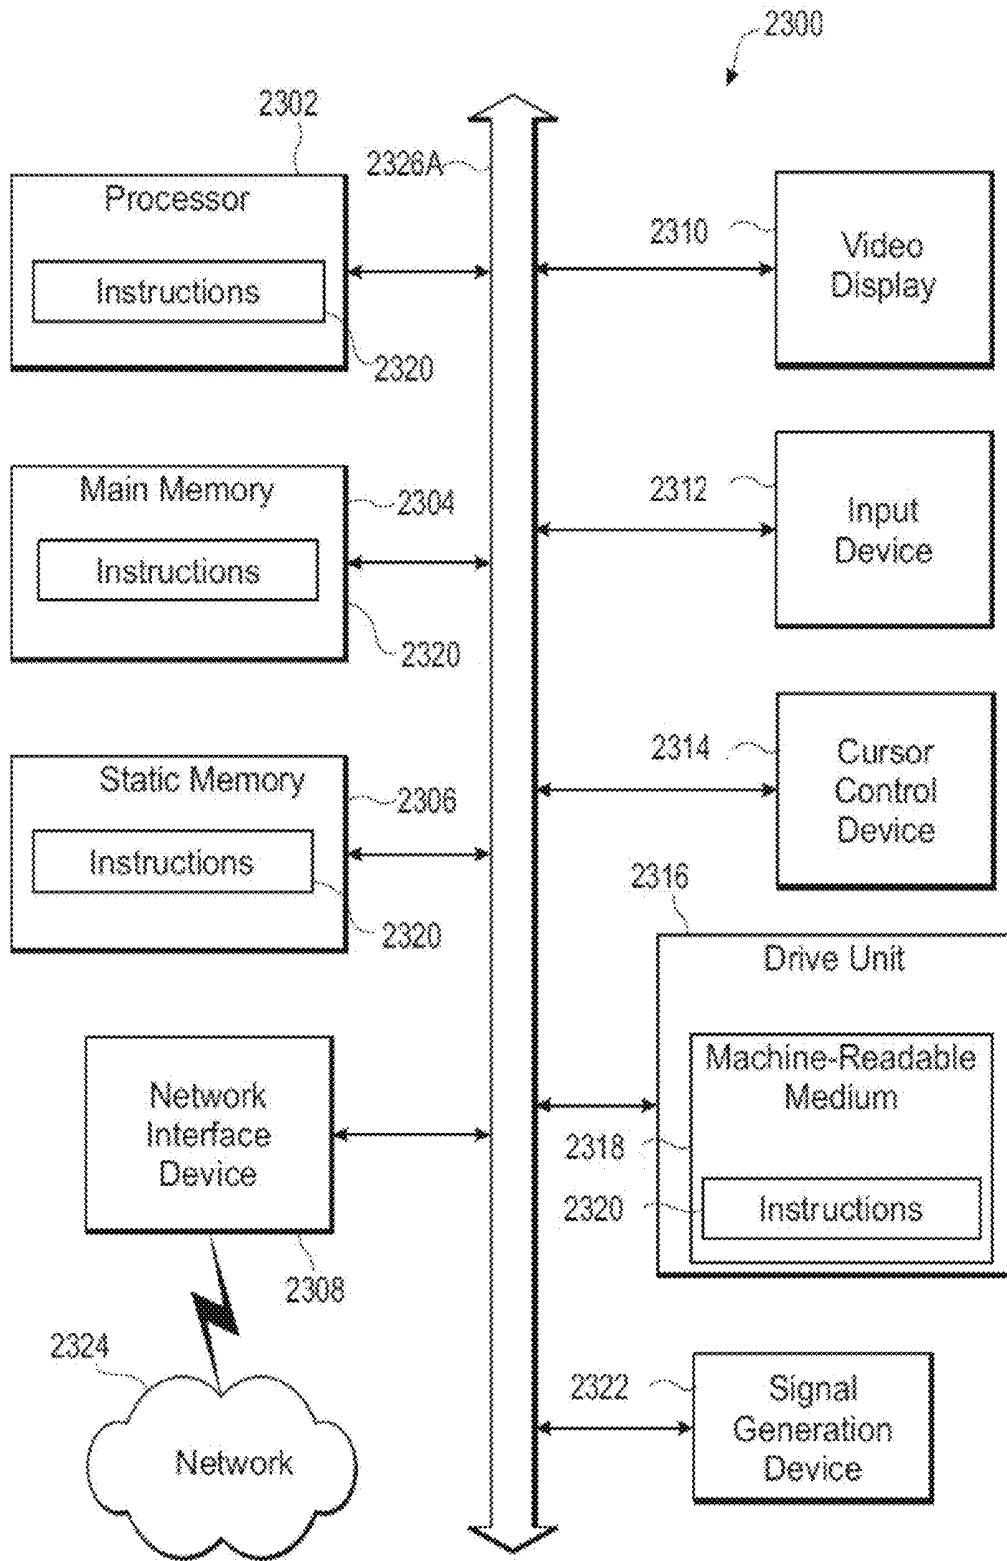 2300
2302
2326A
Processor
Instructions
2320
2310
Video
Display
Main Memory
2304
Instructions
2320
2312
Input
Device
Static Memory
2306
Instructions
2320
2314
Cursor
Control
Device
2316
Drive Unit
Machine-Readable
Medium
2318
2320
Instructions
Network
Interface
Device
2308
2324
Network
2322
Signal
Generation
Device